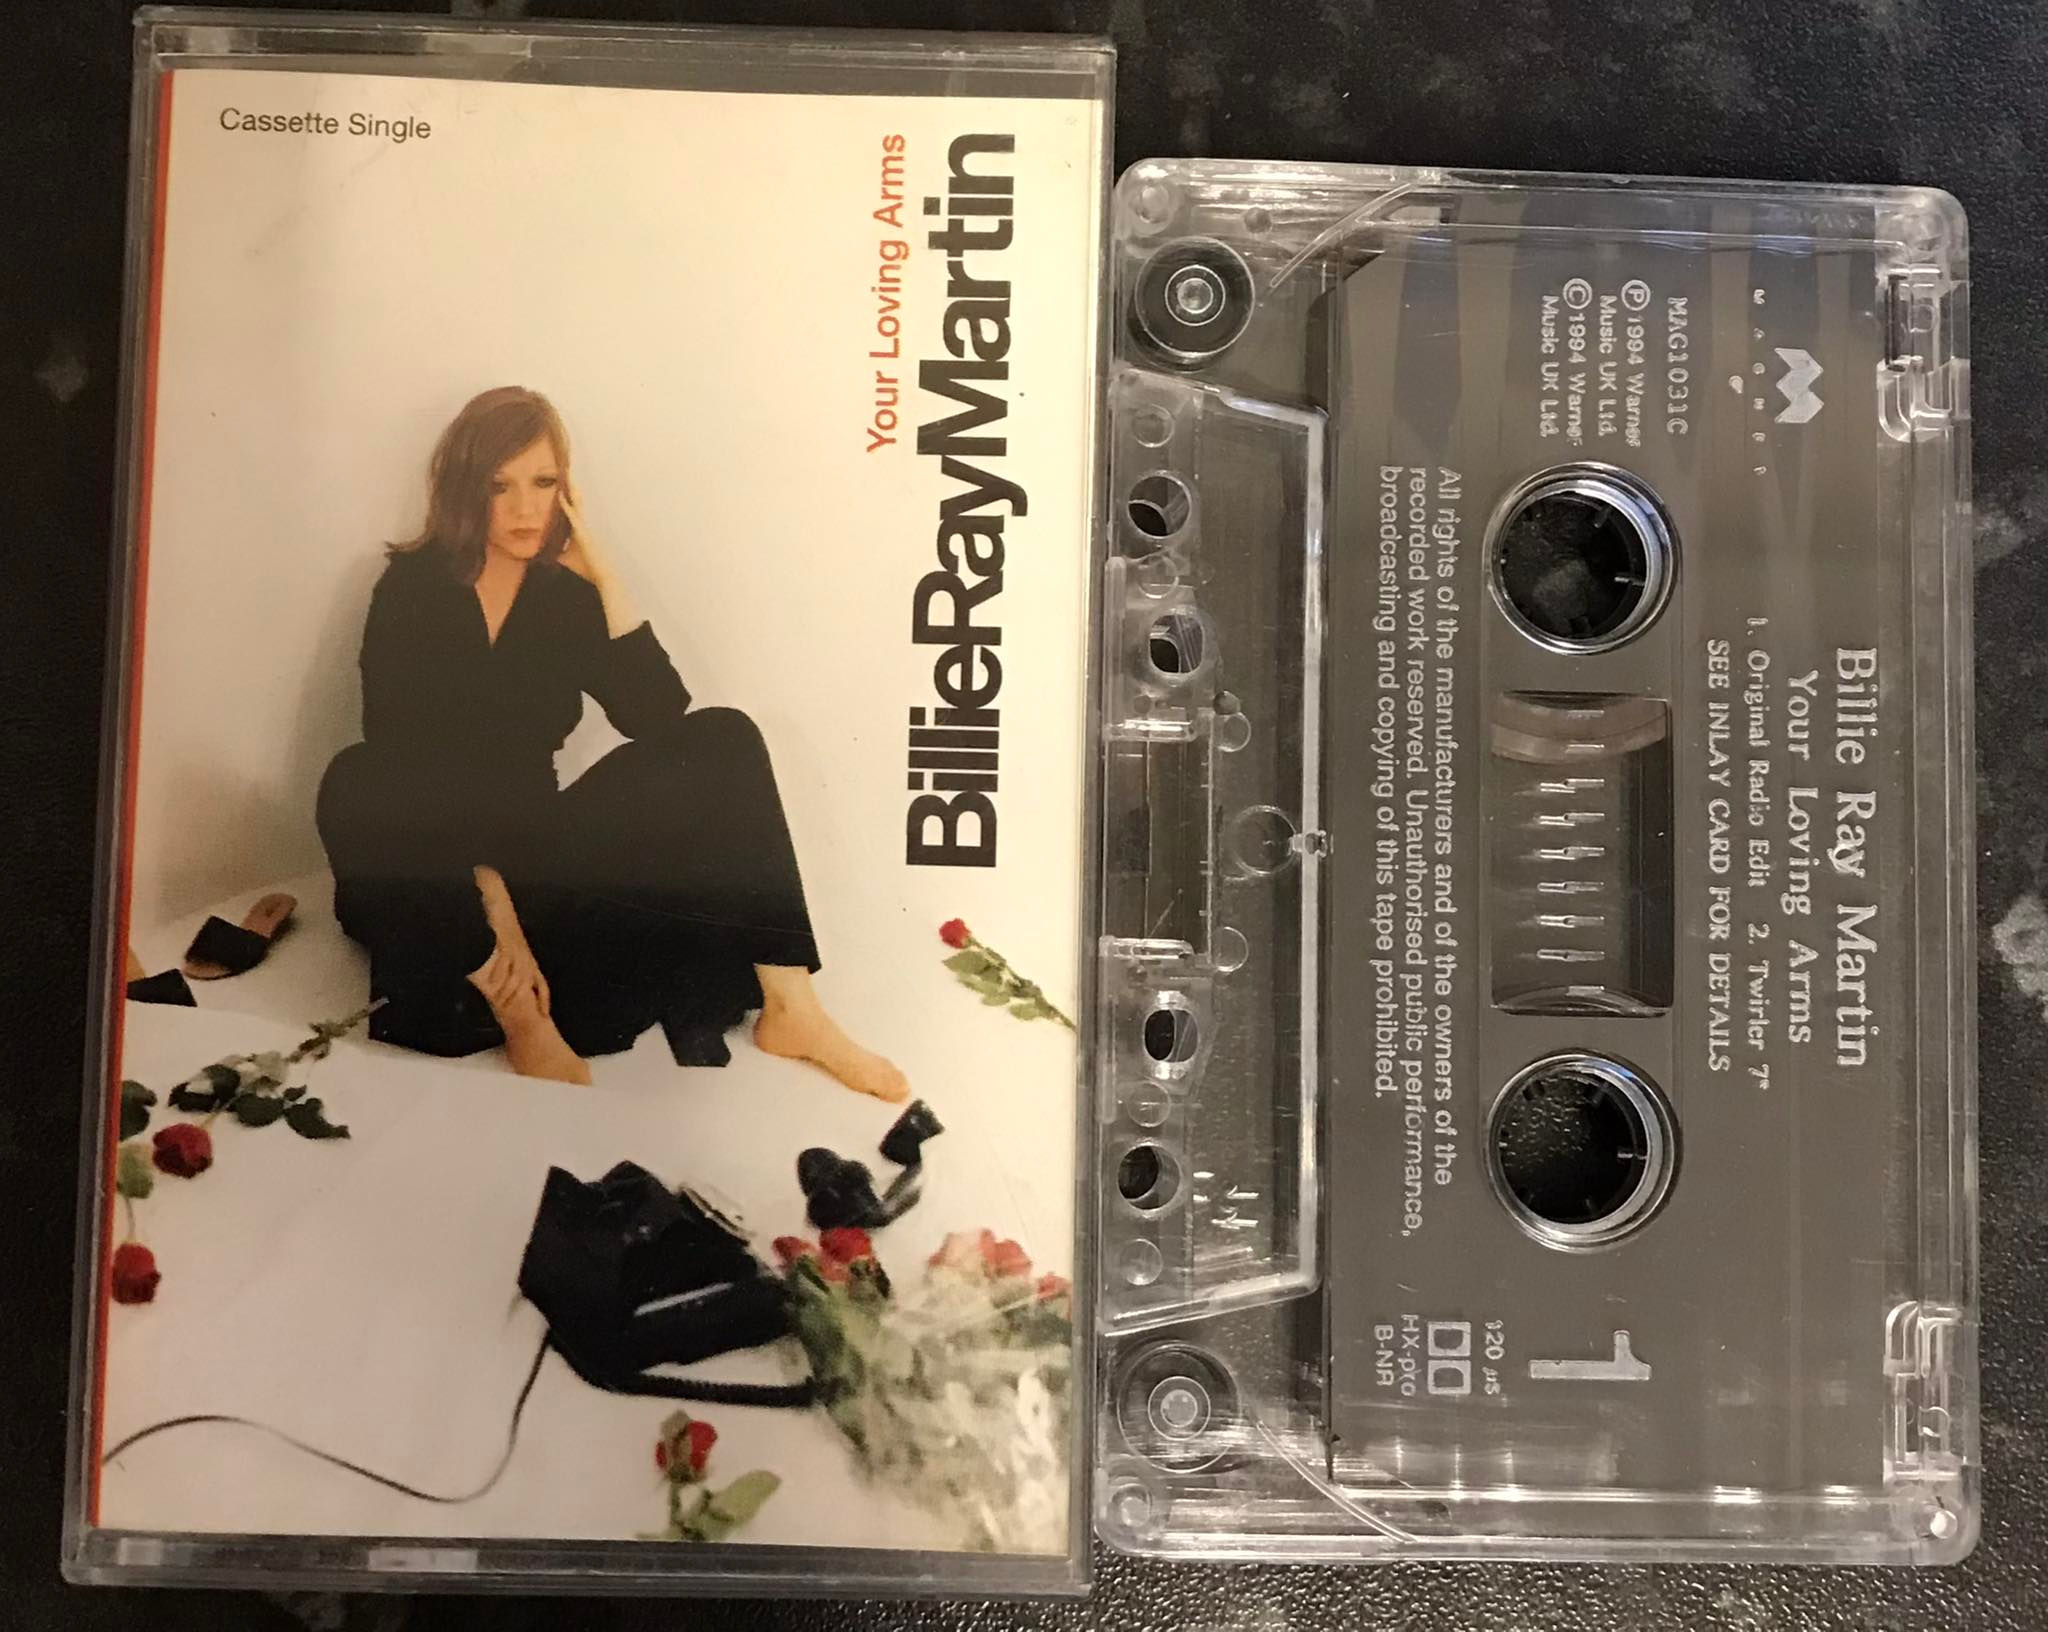 Cassette Single
Your Loving Arms
BillieRayMartin
Billie Ray Martin
Your Loving Arms
1. Original Radio Edit 2. Twirler 7"
SEE INLAY CARD FOR DETAILS
MAGNET
MAG1031C
℗ 1994 Warner
Music UK Ltd.
© 1994 Warner
Music UK Ltd.
All rights of the manufacturers and of the owners of the
recorded work reserved. Unauthorised public performance,
broadcasting and copying of this tape prohibited.
1
120 µs
HX-pro
B-NR